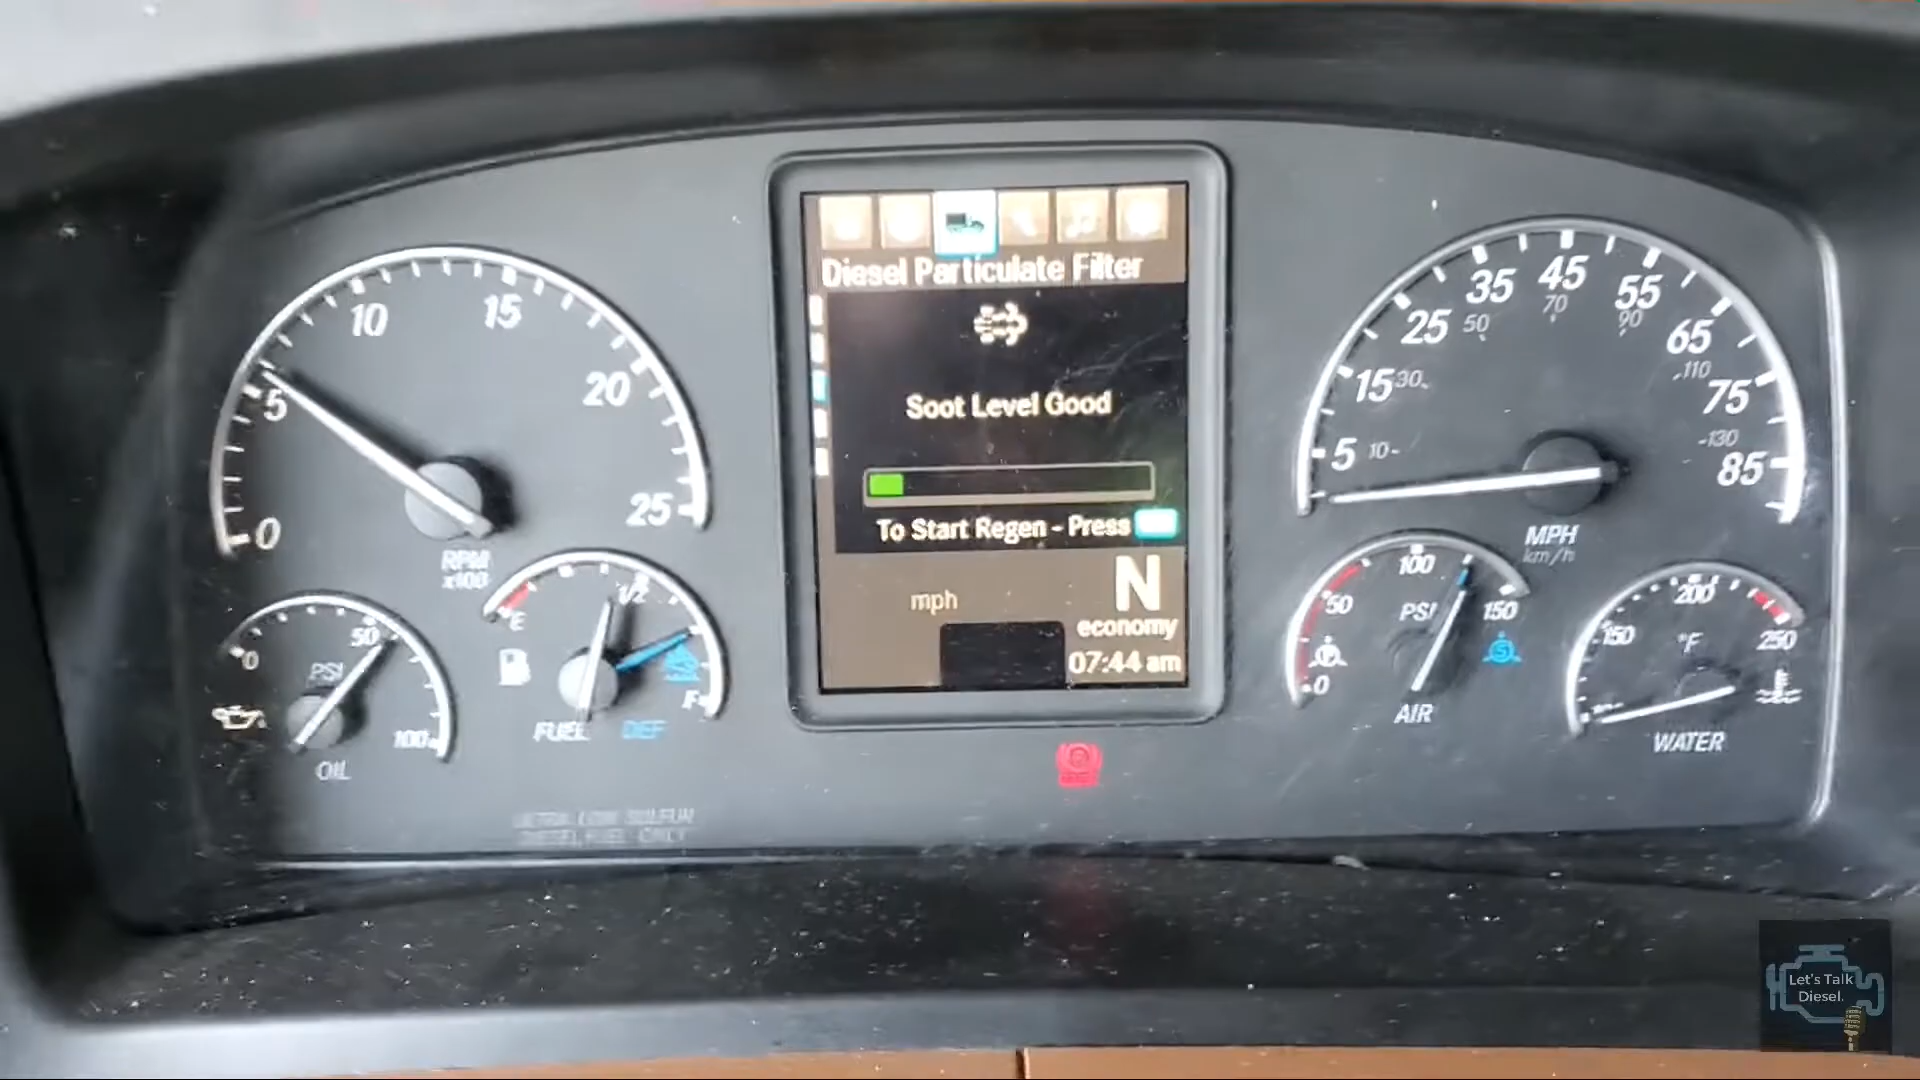 Diesel Particulate Filter
Soot Level Good
To Start Regen - Press
mph
N
economy
07:44 am
0
5
10
15
20
25
RPM
x100
0
50
100
PSI
OIL
E
1/2
F
FUEL
DEF
ULTRA LOW SULFUR
DIESEL FUEL ONLY
5
15
25
35
45
55
65
75
85
10
30
50
70
90
110
130
MPH
km/h
0
50
100
150
PSI
AIR
S
150
200
250
°F
WATER
Let's Talk
Diesel.